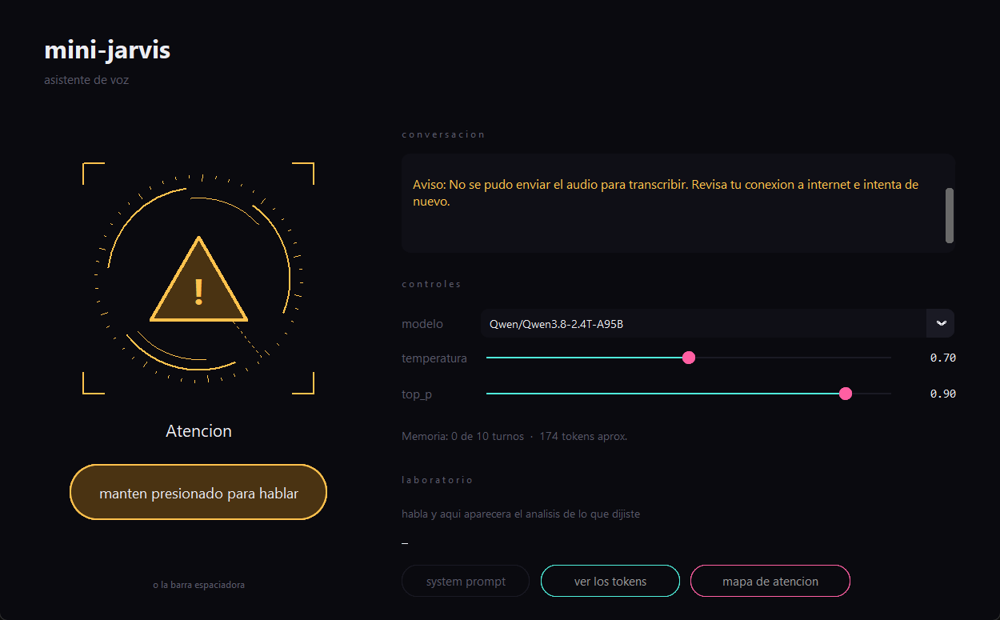 mini-jarvis
asistente de voz
conversacion
Aviso: No se pudo enviar el audio para transcribir. Revisa tu conexion a internet e intenta de
nuevo.
!
controles
modelo
Qwen/Qwen3.8-2.4T-A95B
temperatura
0.70
top_p
0.90
Atencion
Memoria: 0 de 10 turnos · 174 tokens aprox.
manten presionado para hablar
laboratorio
habla y aqui aparecera el analisis de lo que dijiste
–
o la barra espaciadora
system prompt
ver los tokens
mapa de atencion